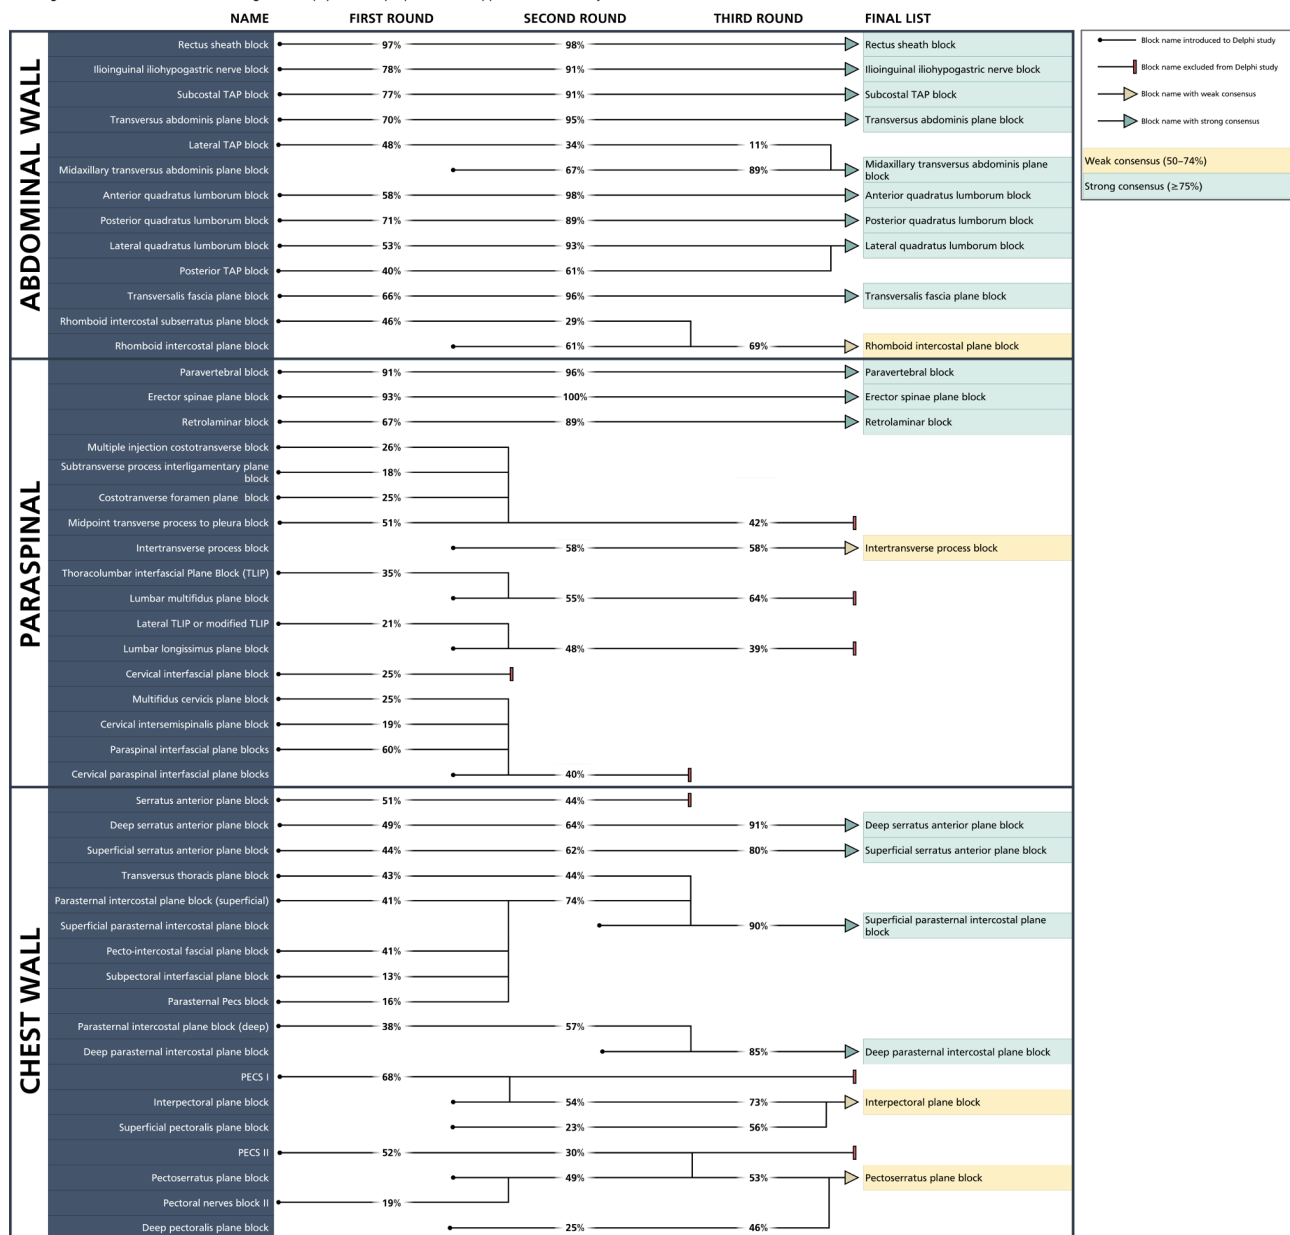 NAME FIRST ROUND SECOND ROUND THIRD ROUND FINAL LIST
ABDOMINAL WALL
Rectus sheath block 97% 98% Rectus sheath block
Ilioinguinal iliohypogastric nerve block 78% 91% Ilioinguinal iliohypogastric nerve block
Subcostal TAP block 77% 91% Subcostal TAP block
Transversus abdominis plane block 70% 95% Transversus abdominis plane block
Lateral TAP block 48% 34% 11%
Midaxillary transversus abdominis plane block 67% 89% Midaxillary transversus abdominis plane
block
Anterior quadratus lumborum block 58% 98% Anterior quadratus lumborum block
Posterior quadratus lumborum block 71% 89% Posterior quadratus lumborum block
Lateral quadratus lumborum block 53% 93% Lateral quadratus lumborum block
Posterior TAP block 40% 61%
Transversalis fascia plane block 66% 96% Transversalis fascia plane block
Rhomboid intercostal subserratus plane block 46% 29%
Rhomboid intercostal plane block 61% 69% Rhomboid intercostal plane block
PARASPINAL
Paravertebral block 91% 96% Paravertebral block
Erector spinae plane block 93% 100% Erector spinae plane block
Retrolaminar block 67% 89% Retrolaminar block
Multiple injection costotransverse block 26%
Subtransverse process interligamentary plane
block 18%
Costotranverse foramen plane block 25%
Midpoint transverse process to pleura block 51% 42%
Intertransverse process block 58% 58% Intertransverse process block
Thoracolumbar interfascial Plane Block (TLIP) 35%
Lumbar multifidus plane block 55% 64%
Lateral TLIP or modified TLIP 21%
Lumbar longissimus plane block 48% 39%
Cervical interfascial plane block 25%
Multifidus cervicis plane block 25%
Cervical intersemispinalis plane block 19%
Paraspinal interfascial plane blocks 60%
Cervical paraspinal interfascial plane blocks 40%
CHEST WALL
Serratus anterior plane block 51% 44%
Deep serratus anterior plane block 49% 64% 91% Deep serratus anterior plane block
Superficial serratus anterior plane block 44% 62% 80% Superficial serratus anterior plane block
Transversus thoracis plane block 43% 44%
Parasternal intercostal plane block (superficial) 41% 74%
Superficial parasternal intercostal plane block 90% Superficial parasternal intercostal plane
block
Pecto-intercostal fascial plane block 41%
Subpectoral interfascial plane block 13%
Parasternal Pecs block 16%
Parasternal intercostal plane block (deep) 38% 57%
Deep parasternal intercostal plane block 85% Deep parasternal intercostal plane block
PECS I 68%
Interpectoral plane block 54% 73% Interpectoral plane block
Superficial pectoralis plane block 23% 56%
PECS II 52% 30%
Pectoserratus plane block 49% 53% Pectoserratus plane block
Pectoral nerves block II 19%
Deep pectoralis plane block 25% 46%
Block name introduced to Delphi study
Block name excluded from Delphi study
Block name with weak consensus
Block name with strong consensus
Weak consensus (50–74%)
Strong consensus (≥75%)